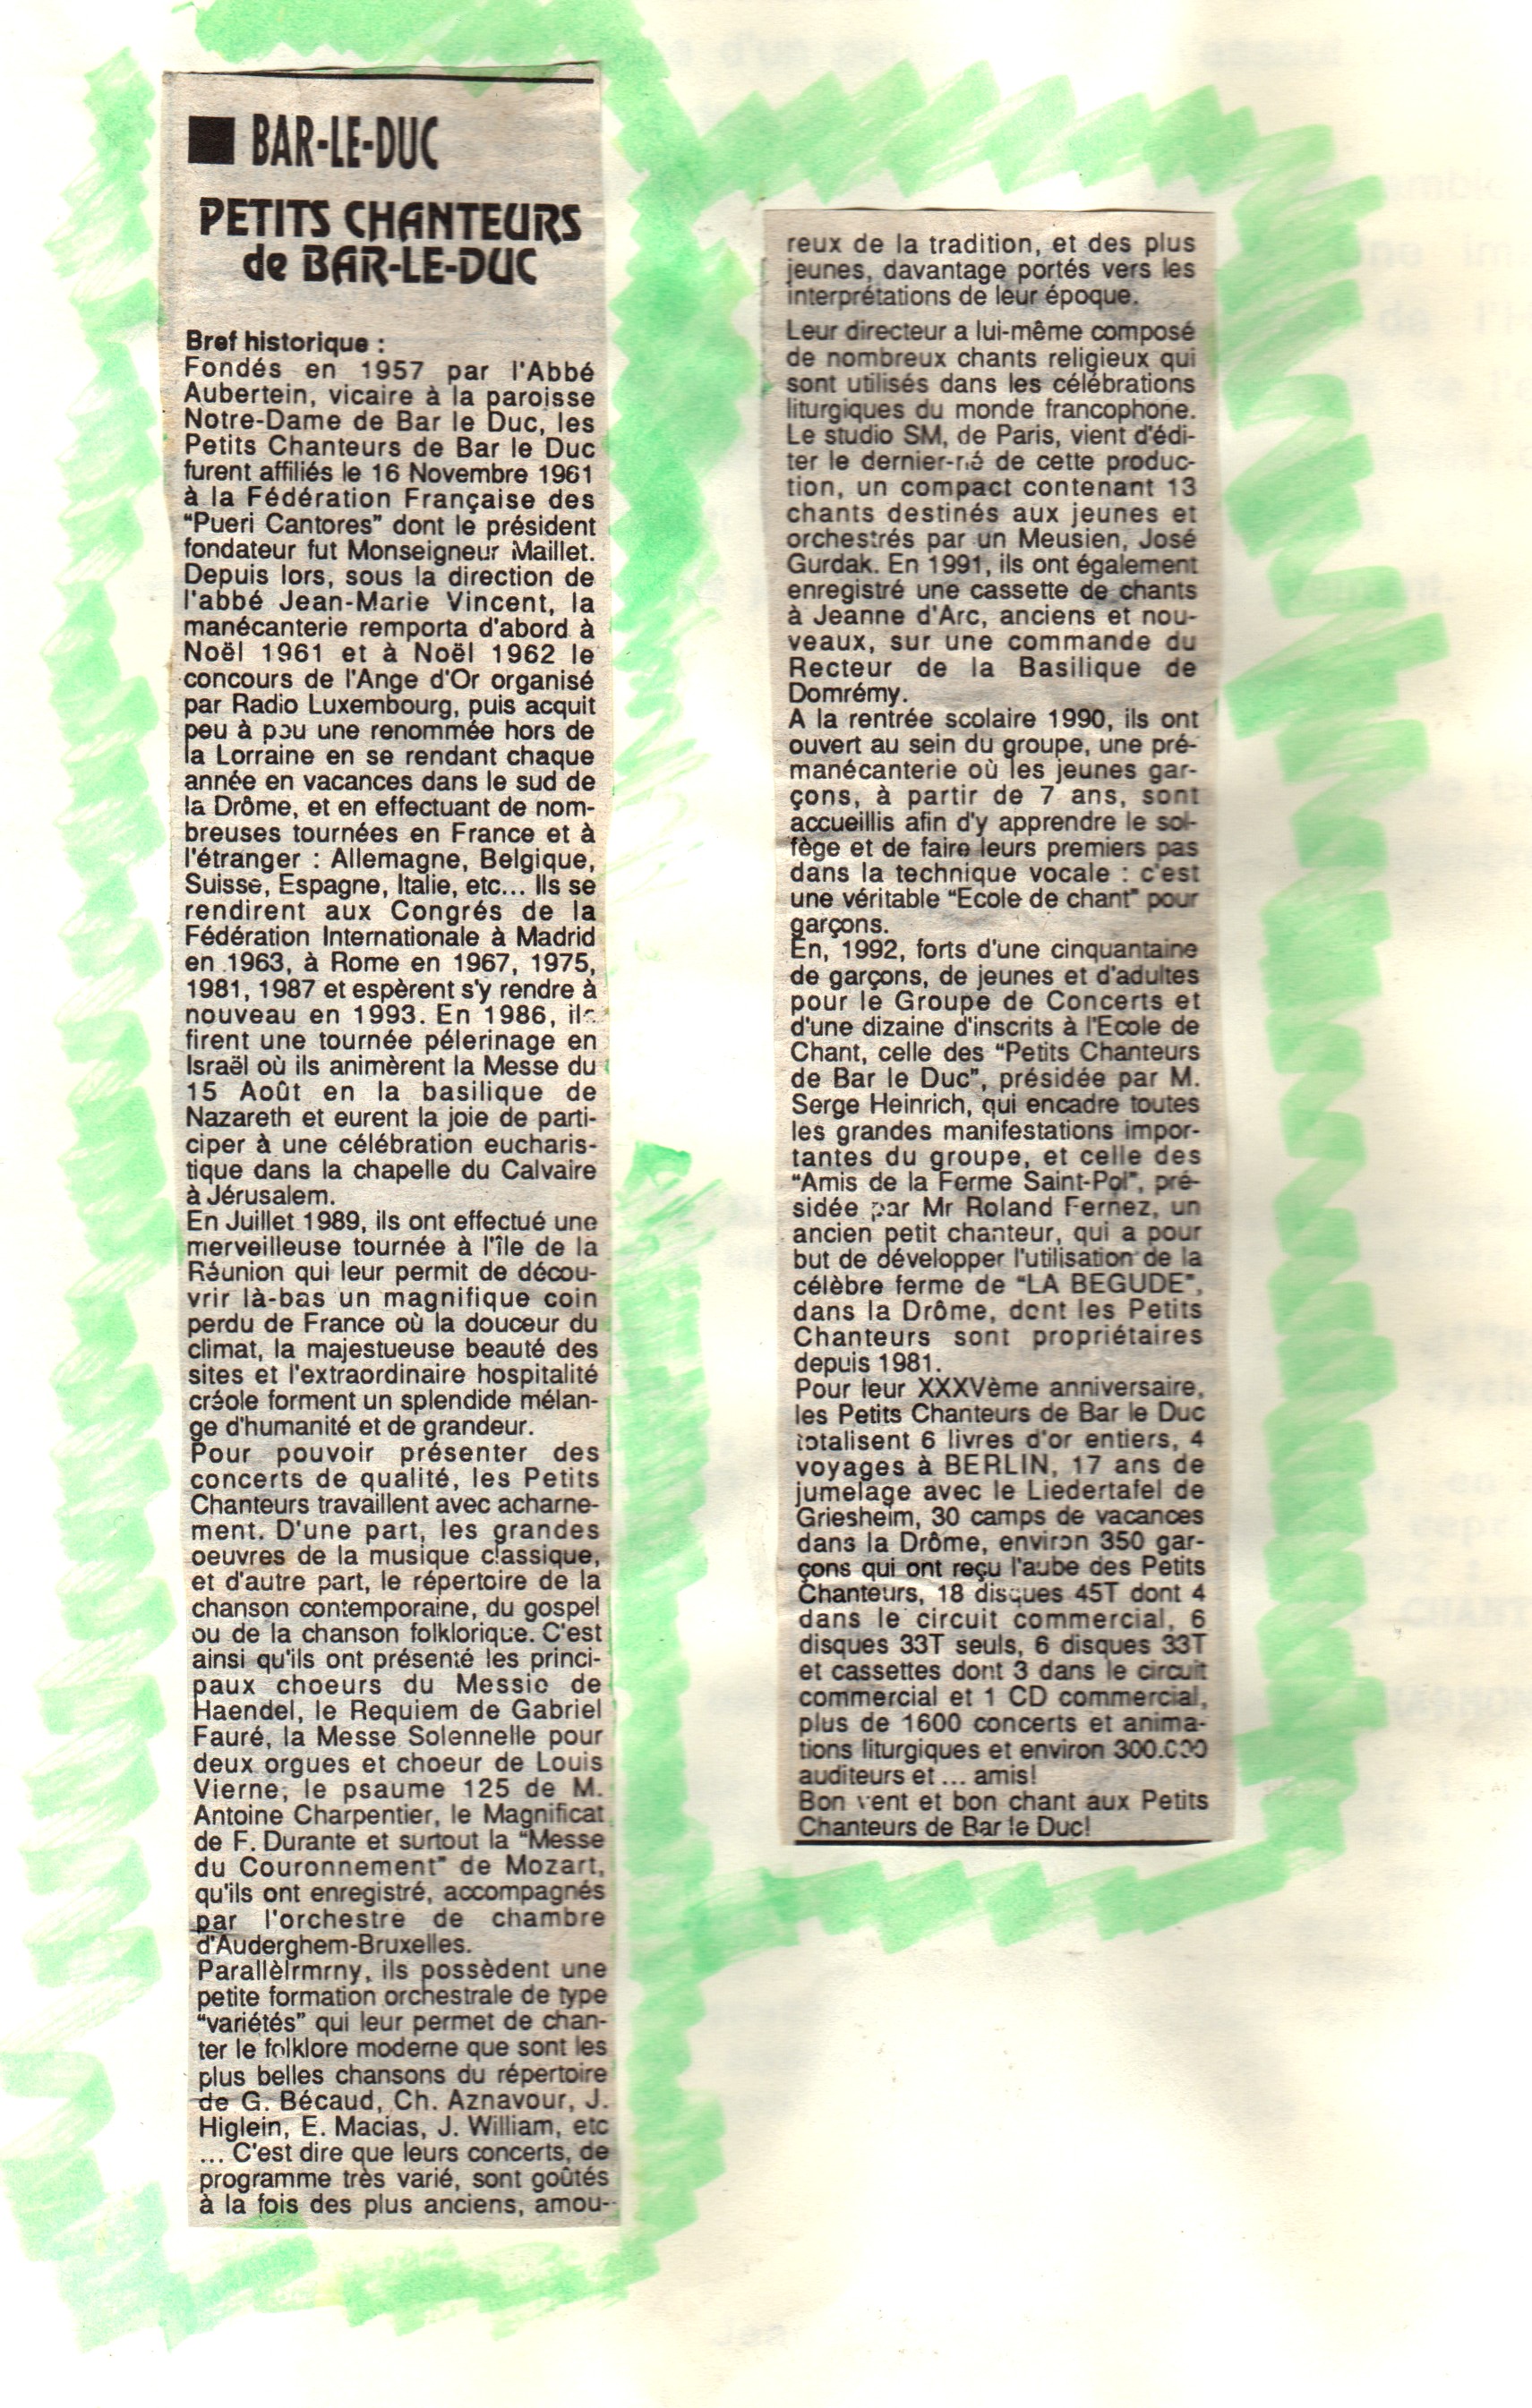 BAR-LE-DUC
PETITS CHANTEURS
de BAR-LE-DUC
Bref historique :
Fondés en 1957 par l'Abbé
Aubertein, vicaire à la paroisse
Notre-Dame de Bar le Duc, les
Petits Chanteurs de Bar le Duc
furent affiliés le 16 Novembre 1961
à la Fédération Française des
"Pueri Cantores" dont le président
fondateur fut Monseigneur Maillet.
Depuis lors, sous la direction de
l'abbé Jean-Marie Vincent, la
manécanterie remporta d'abord à
Noël 1961 et à Noël 1962 le
concours de l'Ange d'Or organisé
par Radio Luxembourg, puis acquit
peu à peu une renommée hors de
la Lorraine en se rendant chaque
année en vacances dans le sud de
la Drôme, et en effectuant de nom-
breuses tournées en France et à
l'étranger : Allemagne, Belgique,
Suisse, Espagne, Italie, etc... Ils se
rendirent aux Congrés de la
Fédération Internationale à Madrid
en 1963, à Rome en 1967, 1975,
1981, 1987 et espèrent s'y rendre à
nouveau en 1993. En 1986, ils
firent une tournée pélerinage en
Israël où ils animèrent la Messe du
15 Août en la basilique de
Nazareth et eurent la joie de parti-
ciper à une célébration eucharis-
tique dans la chapelle du Calvaire
à Jérusalem.
En Juillet 1989, ils ont effectué une
merveilleuse tournée à l'île de la
Réunion qui leur permit de décou-
vrir là-bas un magnifique coin
perdu de France où la douceur du
climat, la majestueuse beauté des
sites et l'extraordinaire hospitalité
créole forment un splendide mélan-
ge d'humanité et de grandeur.
Pour pouvoir présenter des
concerts de qualité, les Petits
Chanteurs travaillent avec acharne-
ment. D'une part, les grandes
oeuvres de la musique classique,
et d'autre part, le répertoire de la
chanson contemporaine, du gospel
ou de la chanson folklorique. C'est
ainsi qu'ils ont présenté les princi-
paux choeurs du Messie de
Haendel, le Requiem de Gabriel
Fauré, la Messe Solennelle pour
deux orgues et choeur de Louis
Vierne, le psaume 125 de M.
Antoine Charpentier, le Magnificat
de F. Durante et surtout la "Messe
du Couronnement" de Mozart,
qu'ils ont enregistré, accompagnés
par l'orchestre de chambre
d'Auderghem-Bruxelles.
Parallèlrmrny, ils possèdent une
petite formation orchestrale de type
"variétés" qui leur permet de chan-
ter le folklore moderne que sont les
plus belles chansons du répertoire
de G. Bécaud, Ch. Aznavour, J.
Higlein, E. Macias, J. William, etc
... C'est dire que leurs concerts, de
programme très varié, sont goûtés
à la fois des plus anciens, amou-
reux de la tradition, et des plus
jeunes, davantage portés vers les
interprétations de leur époque.
Leur directeur a lui-même composé
de nombreux chants religieux qui
sont utilisés dans les célébrations
liturgiques du monde francophone.
Le studio SM, de Paris, vient d'édi-
ter le dernier-né de cette produc-
tion, un compact contenant 13
chants destinés aux jeunes et
orchestrés par un Meusien, José
Gurdak. En 1991, ils ont également
enregistré une cassette de chants
à Jeanne d'Arc, anciens et nou-
veaux, sur une commande du
Recteur de la Basilique de
Domrémy.
A la rentrée scolaire 1990, ils ont
ouvert au sein du groupe, une pré-
manécanterie où les jeunes gar-
çons, à partir de 7 ans, sont
accueillis afin d'y apprendre le sol-
fège et de faire leurs premiers pas
dans la technique vocale : c'est
une véritable "Ecole de chant" pour
garçons.
En, 1992, forts d'une cinquantaine
de garçons, de jeunes et d'adultes
pour le Groupe de Concerts et
d'une dizaine d'inscrits à l'Ecole de
Chant, celle des "Petits Chanteurs
de Bar le Duc", présidée par M.
Serge Heinrich, qui encadre toutes
les grandes manifestations impor-
tantes du groupe, et celle des
"Amis de la Ferme Saint-Pol", pré-
sidée par Mr Roland Fernez, un
ancien petit chanteur, qui a pour
but de développer l'utilisation de la
célèbre ferme de "LA BEGUDE",
dans la Drôme, dont les Petits
Chanteurs sont propriétaires
depuis 1981.
Pour leur XXXVème anniversaire,
les Petits Chanteurs de Bar le Duc
totalisent 6 livres d'or entiers, 4
voyages à BERLIN, 17 ans de
jumelage avec le Liedertafel de
Griesheim, 30 camps de vacances
dans la Drôme, environ 350 gar-
çons qui ont reçu l'aube des Petits
Chanteurs, 18 disques 45T dont 4
dans le circuit commercial, 6
disques 33T seuls, 6 disques 33T
et cassettes dont 3 dans le circuit
commercial et 1 CD commercial,
plus de 1600 concerts et anima-
tions liturgiques et environ 300.000
auditeurs et ... amis!
Bon vent et bon chant aux Petits
Chanteurs de Bar le Duc!